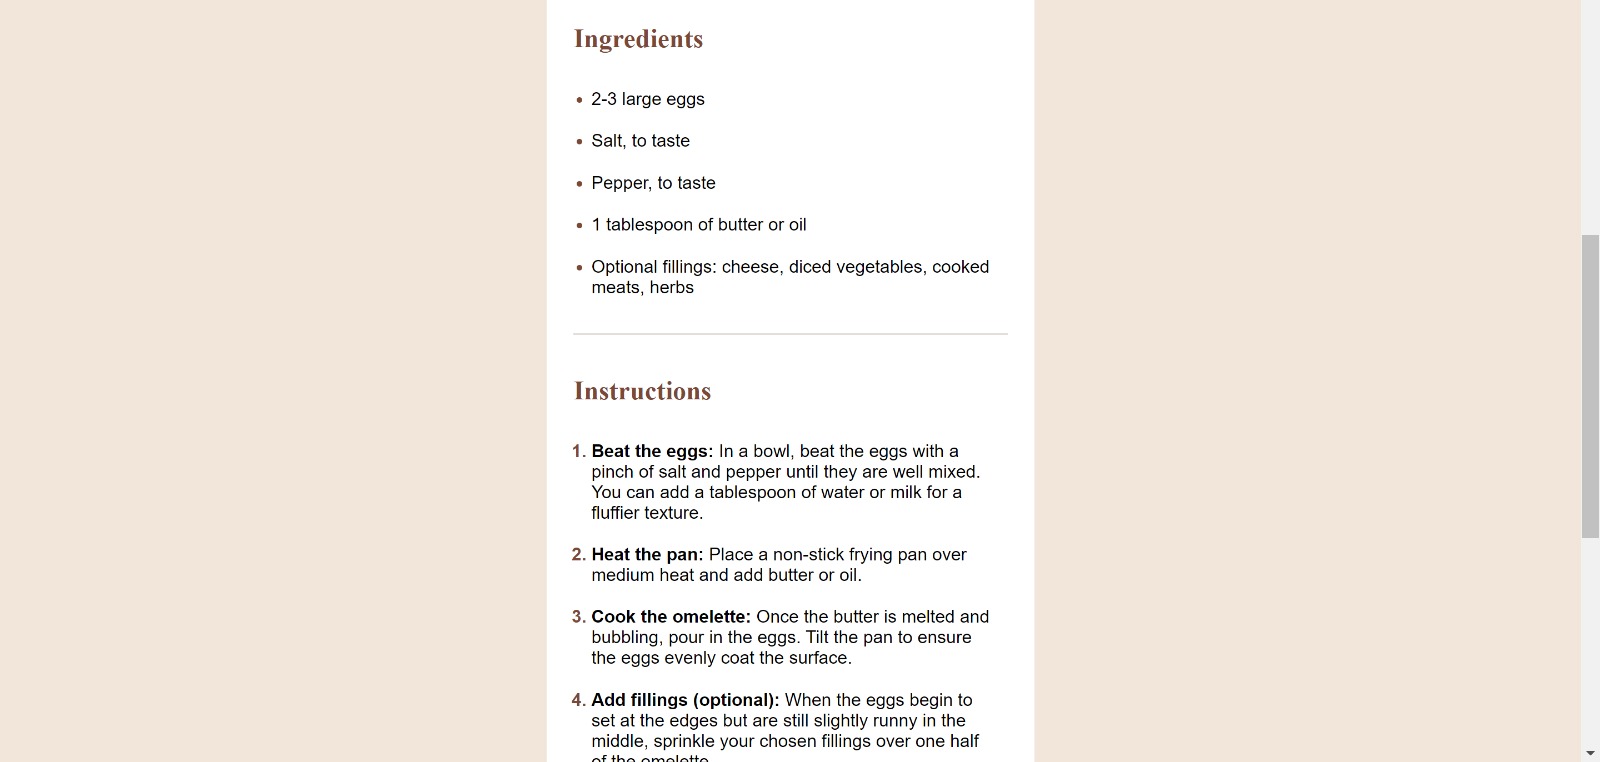 Ingredients
• 2-3 large eggs
• Salt, to taste
• Pepper, to taste
• 1 tablespoon of butter or oil
• Optional fillings: cheese, diced vegetables, cooked
meats, herbs
Instructions
1. Beat the eggs: In a bowl, beat the eggs with a
pinch of salt and pepper until they are well mixed.
You can add a tablespoon of water or milk for a
fluffier texture.
2. Heat the pan: Place a non-stick frying pan over
medium heat and add butter or oil.
3. Cook the omelette: Once the butter is melted and
bubbling, pour in the eggs. Tilt the pan to ensure
the eggs evenly coat the surface.
4. Add fillings (optional): When the eggs begin to
set at the edges but are still slightly runny in the
middle, sprinkle your chosen fillings over one half
of the omelette.